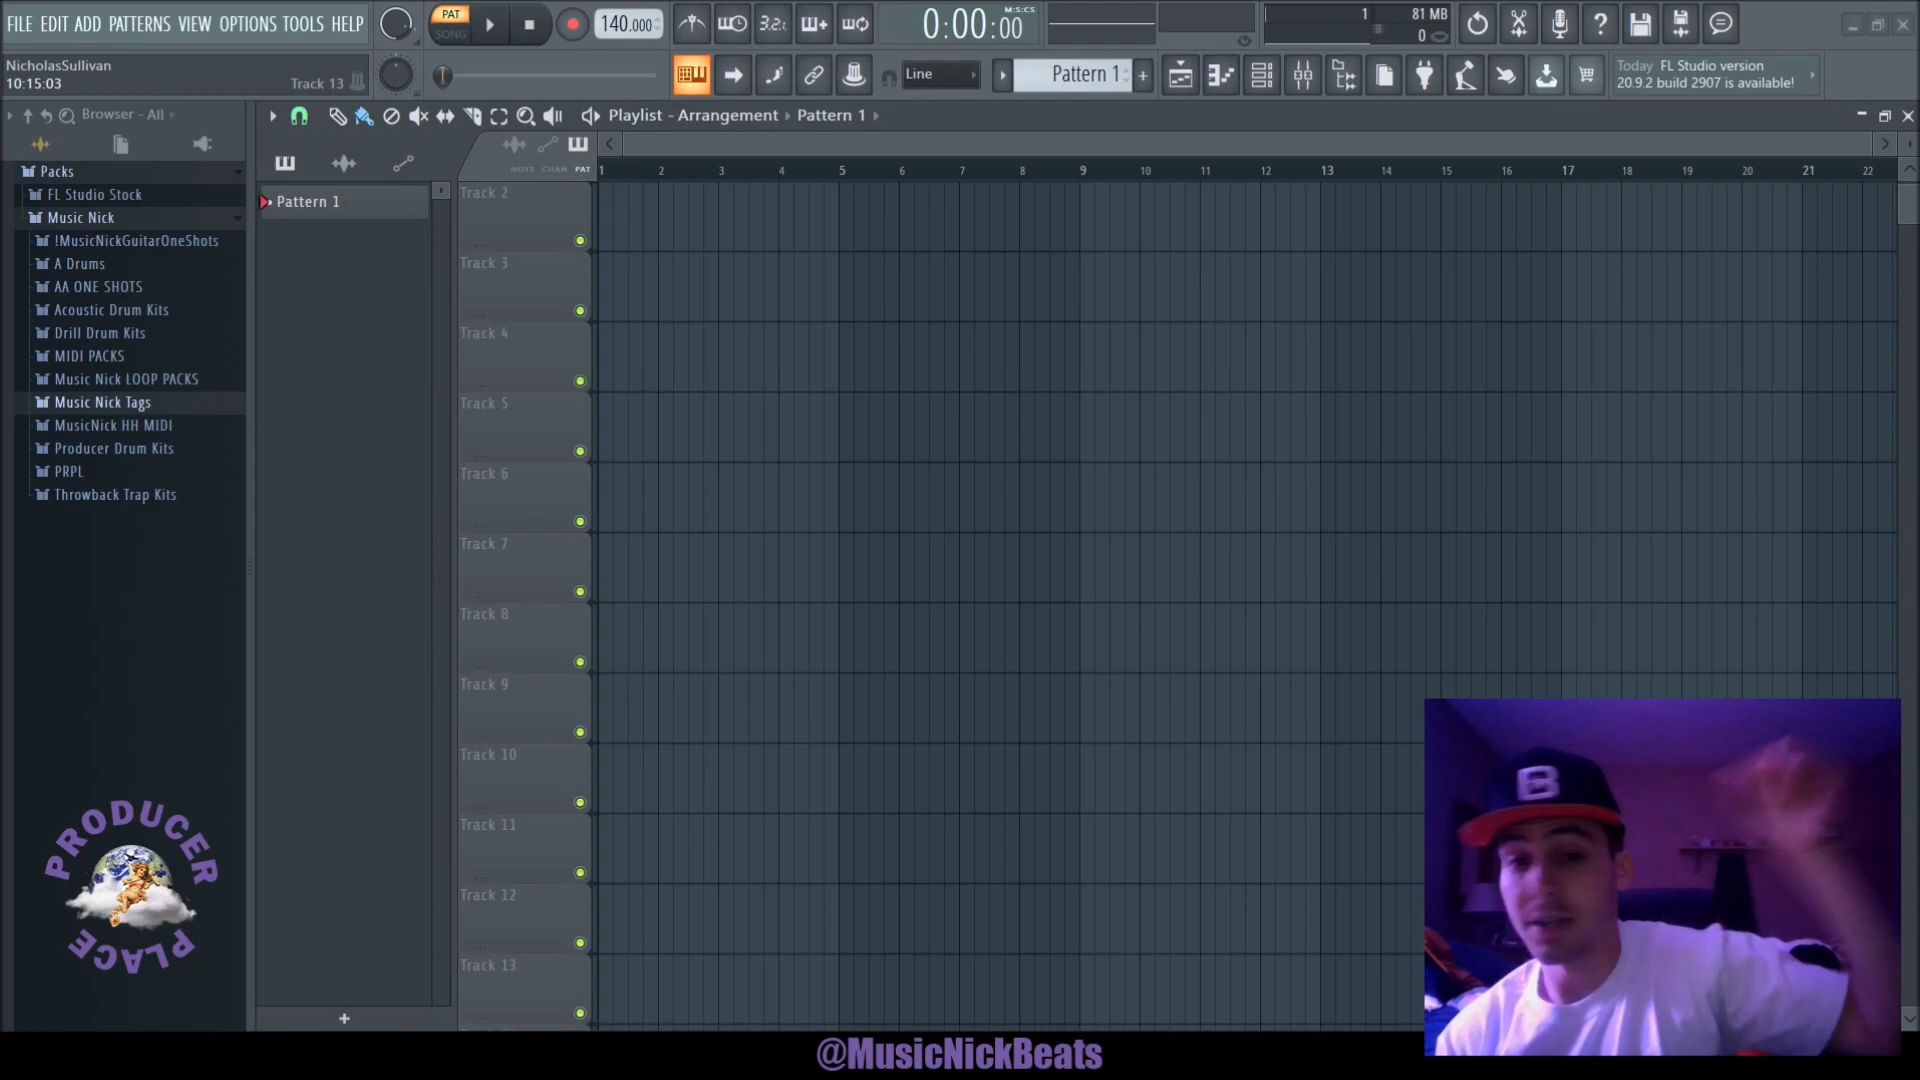 FILE EDIT ADD PATTERNS VIEW OPTIONS TOOLS HELP
PAT
SONG
140.000
3.2.
M:S:CS
0:00:00
1
81 MB
0
NicholasSullivan
10:15:03
Track 13
Line
Pattern 1
+
Today FL Studio version
20.9.2 build 2907 is available!
Browser - All
Playlist - Arrangement
Pattern 1
NOTE CHAN PAT
1 2 3 4 5 6 7 8 9 10 11 12 13 14 15 16 17 18 19 20 21 22
Packs
FL Studio Stock
Music Nick
!MusicNickGuitarOneShots
A Drums
AA ONE SHOTS
Acoustic Drum Kits
Drill Drum Kits
MIDI PACKS
Music Nick LOOP PACKS
Music Nick Tags
MusicNick HH MIDI
Producer Drum Kits
PRPL
Throwback Trap Kits
Pattern 1
+
Track 2
Track 3
Track 4
Track 5
Track 6
Track 7
Track 8
Track 9
Track 10
Track 11
Track 12
Track 13
PRODUCER
PLACE
B
@MusicNickBeats